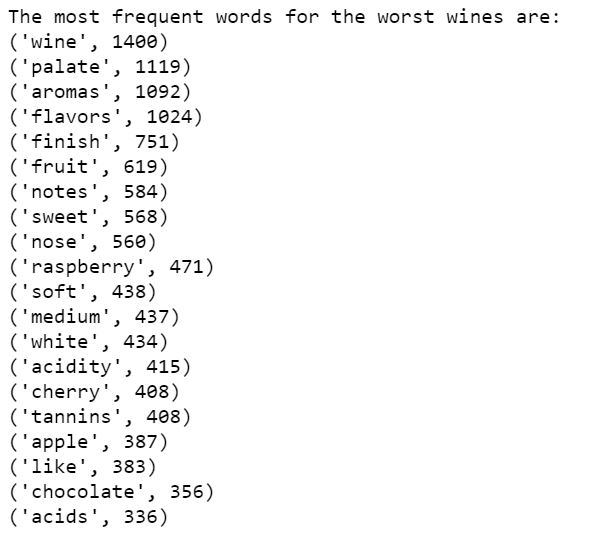 The most frequent words for the worst wines are:
('wine', 1400)
('palate', 1119)
('aromas', 1092)
('flavors', 1024)
('finish', 751)
('fruit', 619)
('notes', 584)
('sweet', 568)
('nose', 560)
('raspberry', 471)
('soft', 438)
('medium', 437)
('white', 434)
('acidity', 415)
('cherry', 408)
('tannins', 408)
('apple', 387)
('like', 383)
('chocolate', 356)
('acids', 336)